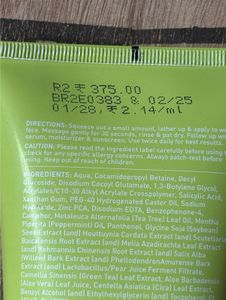 R2 ₹ 375.00
BR2E0383 & 02/25
01/28, ₹ 2.14/ml
DIRECTIONS: Squeeze out a small amount, lather up & apply to wet
face. Massage gently for 30 seconds, rinse & pat dry. Follow up with
serum, moisturizer & sunscreen. Use twice daily for best results.
CAUTION: Please read the ingredient label carefully before using
check for any specific allergy concerns. Always patch-test before
using. Keep out of reach of children.
INGREDIENTS: Aqua, Cocamidopropyl Betaine, Decyl
Glucoside, Disodium Cocoyl Glutamate, 1,3-Butylene Glycol,
Acrylates/C10-30 Alkyl Acrylate Crosspolymer, Salicylic Acid,
Xanthan Gum, PEG-40 Hydrogenated Castor Oil, Sodium
Hyaluronate, Zinc PCA, Disodium EDTA, Benzophenone-4,
Camphor, Melaleuca Alternifolia (Tea Tree) Leaf Oil, Mentha
Piperita (Peppermint) Oil, Panthenol, Glycine Soja (Soybean)
Seed Extract (and) Houttuynia Cordata Extract (and) Scutellaria
Baicalensis Root Extract (and) Melia Azadirachta Leaf Extract
(and) Rehmannia Chinensis Root Extract (and) Salix Alba
(Willow) Bark Extract (and) Phellodendron Amurense Bark
Extract (and) Lactobacillus/Pear Juice Ferment Filtrate,
Camellia Sinensis (Green Tea) Leaf Extract, Aloe Barbadensis
(Aloe Vera) Leaf Juice, Centella Asiatica (Cica) Leaf Extract,
Benzyl Alcohol (and) Ethylhexylglycerin (and)